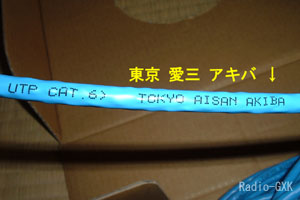 東京 愛三 アキバ ↓
UTP CAT.6> TOKYO AISAN AKIBA
Radio-GXK